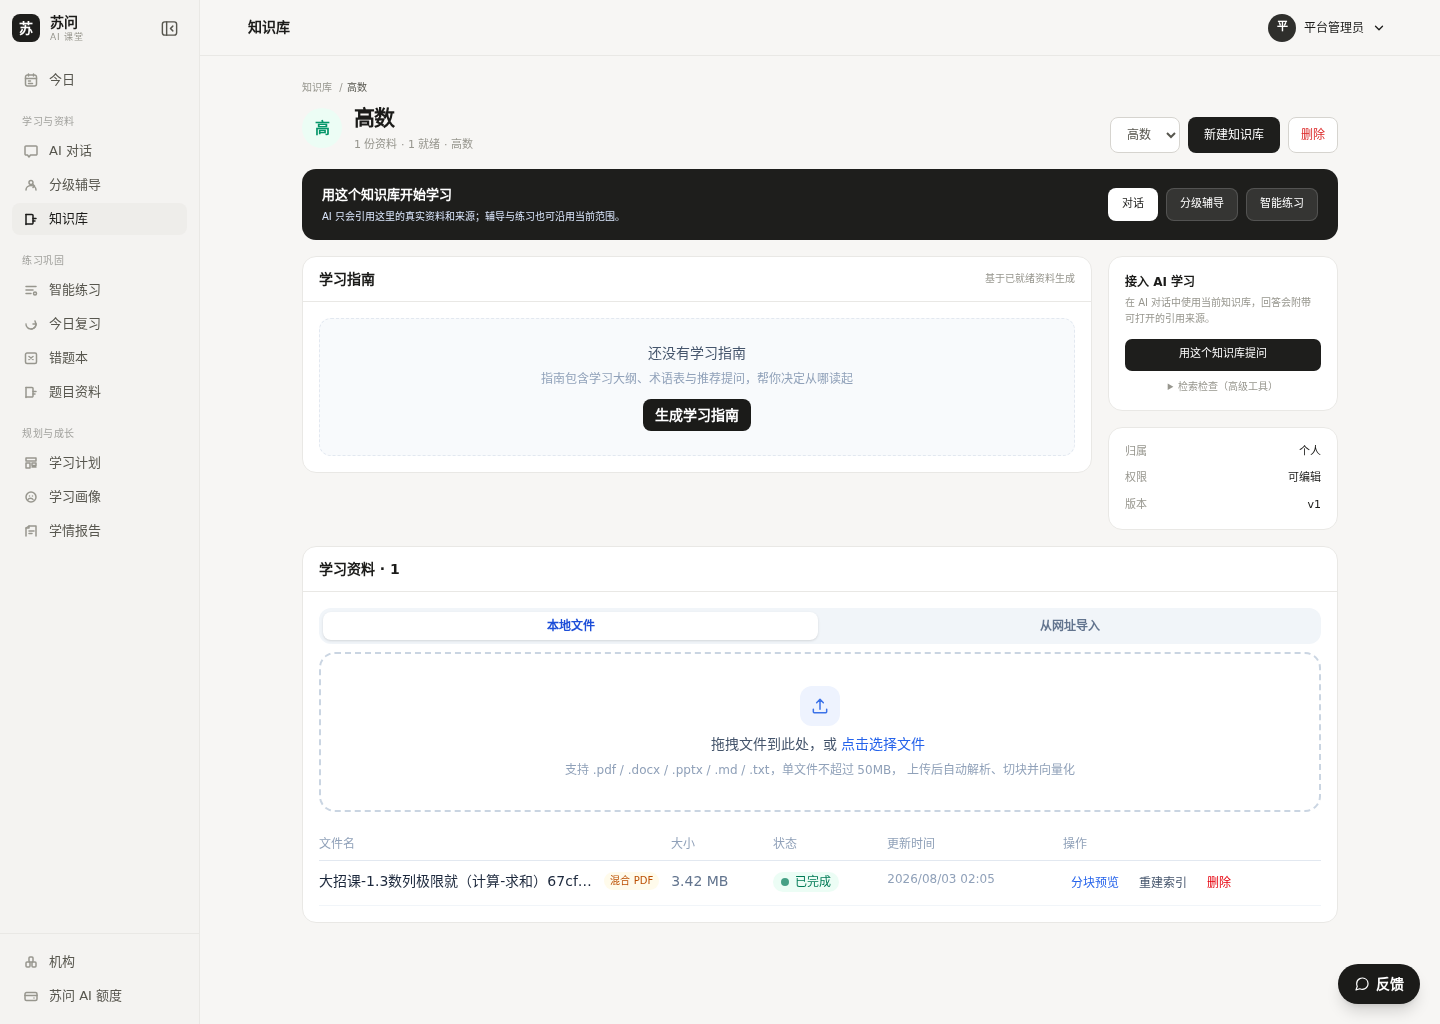 苏
苏问
AI 课堂
今日
学习与资料
AI 对话
分级辅导
知识库
练习巩固
智能练习
今日复习
错题本
题目资料
规划与成长
学习计划
学习画像
学情报告
机构
苏问 AI 额度
知识库
平
平台管理员
知识库 / 高数
高
高数
1 份资料 · 1 就绪 · 高数
高数
新建知识库
删除
用这个知识库开始学习
AI 只会引用这里的真实资料和来源；辅导与练习也可沿用当前范围。
对话
分级辅导
智能练习
学习指南
基于已就绪资料生成
还没有学习指南
指南包含学习大纲、术语表与推荐提问，帮你决定从哪读起
生成学习指南
接入 AI 学习
在 AI 对话中使用当前知识库，回答会附带
可打开的引用来源。
用这个知识库提问
检索检查（高级工具）
归属 个人
权限 可编辑
版本 v1
学习资料 · 1
本地文件
从网址导入
拖拽文件到此处，或 点击选择文件
支持 .pdf / .docx / .pptx / .md / .txt，单文件不超过 50MB， 上传后自动解析、切块并向量化
文件名 大小 状态 更新时间 操作
大招课-1.3数列极限就（计算-求和）67cf... 混合 PDF 3.42 MB 已完成 2026/08/03 02:05 分块预览 重建索引 删除
反馈